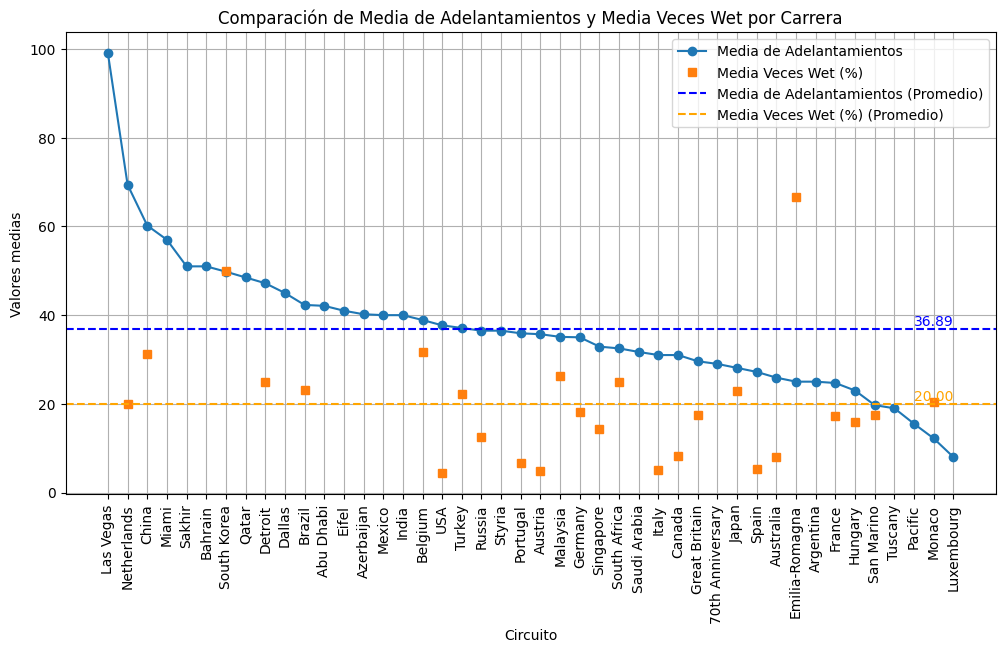 Comparación de Media de Adelantamientos y Media Veces Wet por Carrera
Media de Adelantamientos
Media Veces Wet (%)
Media de Adelantamientos (Promedio)
Media Veces Wet (%) (Promedio)
Valores medias
100
80
60
40
20
0
36.89
20.00
Las Vegas
Netherlands
China
Miami
Sakhir
Bahrain
South Korea
Qatar
Detroit
Dallas
Brazil
Abu Dhabi
Eifel
Azerbaijan
Mexico
India
Belgium
USA
Turkey
Russia
Styria
Portugal
Austria
Malaysia
Germany
Singapore
South Africa
Saudi Arabia
Italy
Canada
Great Britain
70th Anniversary
Japan
Spain
Australia
Emilia-Romagna
Argentina
France
Hungary
San Marino
Tuscany
Pacific
Monaco
Luxembourg
Circuito